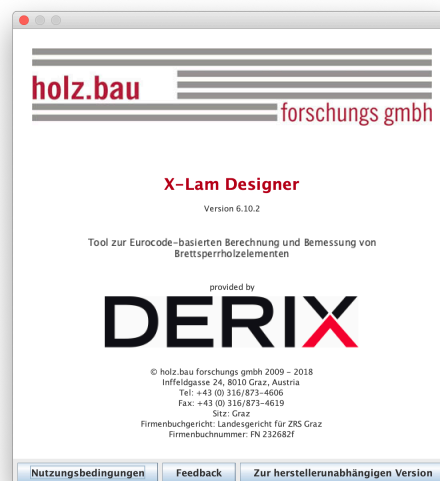 holz.bau
forschungs gmbh
X-Lam Designer
Version 6.10.2
Tool zur Eurocode-basierten Berechnung und Bemessung von
Brettsperrholzelementen
provided by
DERIX
© holz.bau forschungs gmbh 2009 - 2018
Inffeldgasse 24, 8010 Graz, Austria
Tel: +43 (0) 316/873-4606
Fax: +43 (0) 316/873-4619
Sitz: Graz
Firmenbuchgericht: Landesgericht für ZRS Graz
Firmenbuchnummer: FN 232682f
Nutzungsbedingungen Feedback Zur herstellerunabhängigen Version